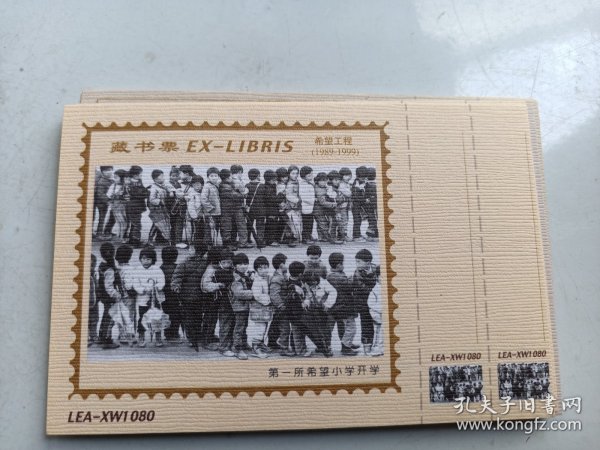 藏书票 EX-LIBRIS
希望工程
(1989-1999)
第一所希望小学开学
LEA-XW1080
LEA-XW1080
LEA-XW1080
孔夫子旧書网
www.kongfz.com